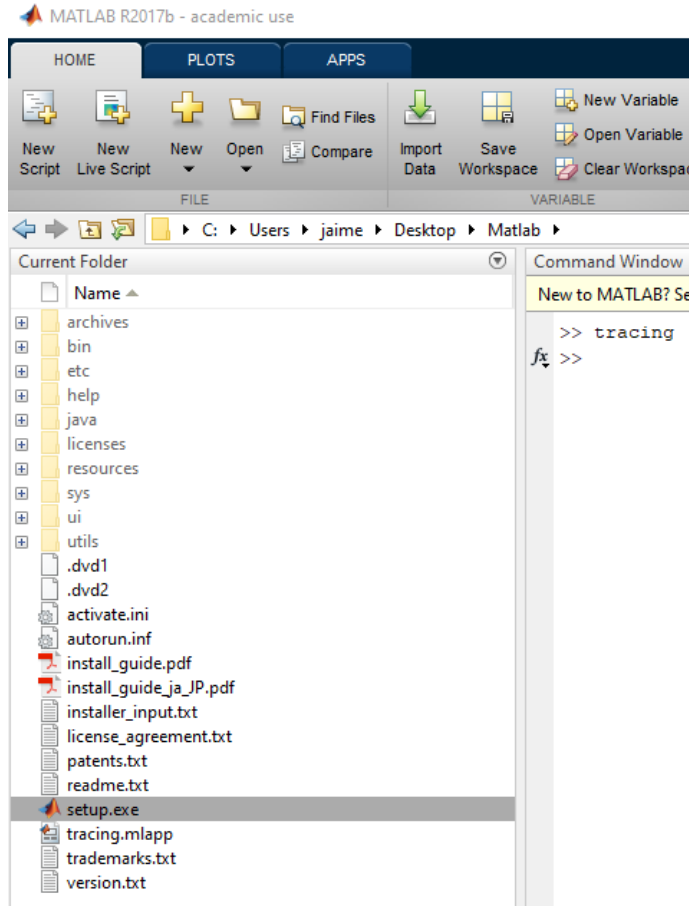 MATLAB R2017b - academic use
HOME PLOTS APPS
New Script
New Live Script
New
Open
Find Files
Compare
Import Data
Save Workspace
New Variable
Open Variable
Clear Workspac
FILE VARIABLE
C: Users jaime Desktop Matlab
Current Folder
Name
archives
bin
etc
help
java
licenses
resources
sys
ui
utils
.dvd1
.dvd2
activate.ini
autorun.inf
install_guide.pdf
install_guide_ja_JP.pdf
installer_input.txt
license_agreement.txt
patents.txt
readme.txt
setup.exe
tracing.mlapp
trademarks.txt
version.txt
Command Window
New to MATLAB? Se
>> tracing
fx >>